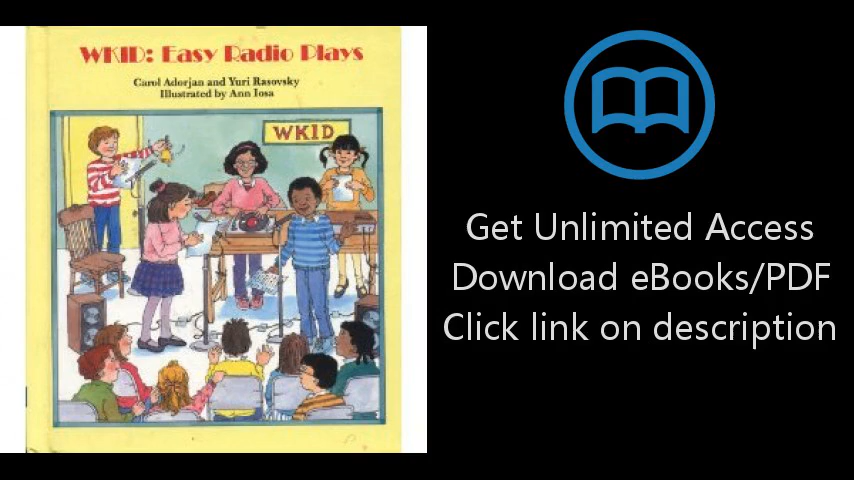 WKID: Easy Radio Plays
Carol Adorjan and Yuri Rasovsky
Illustrated by Ann Iosa
WKID
Get Unlimited Access
Download eBooks/PDF
Click link on description